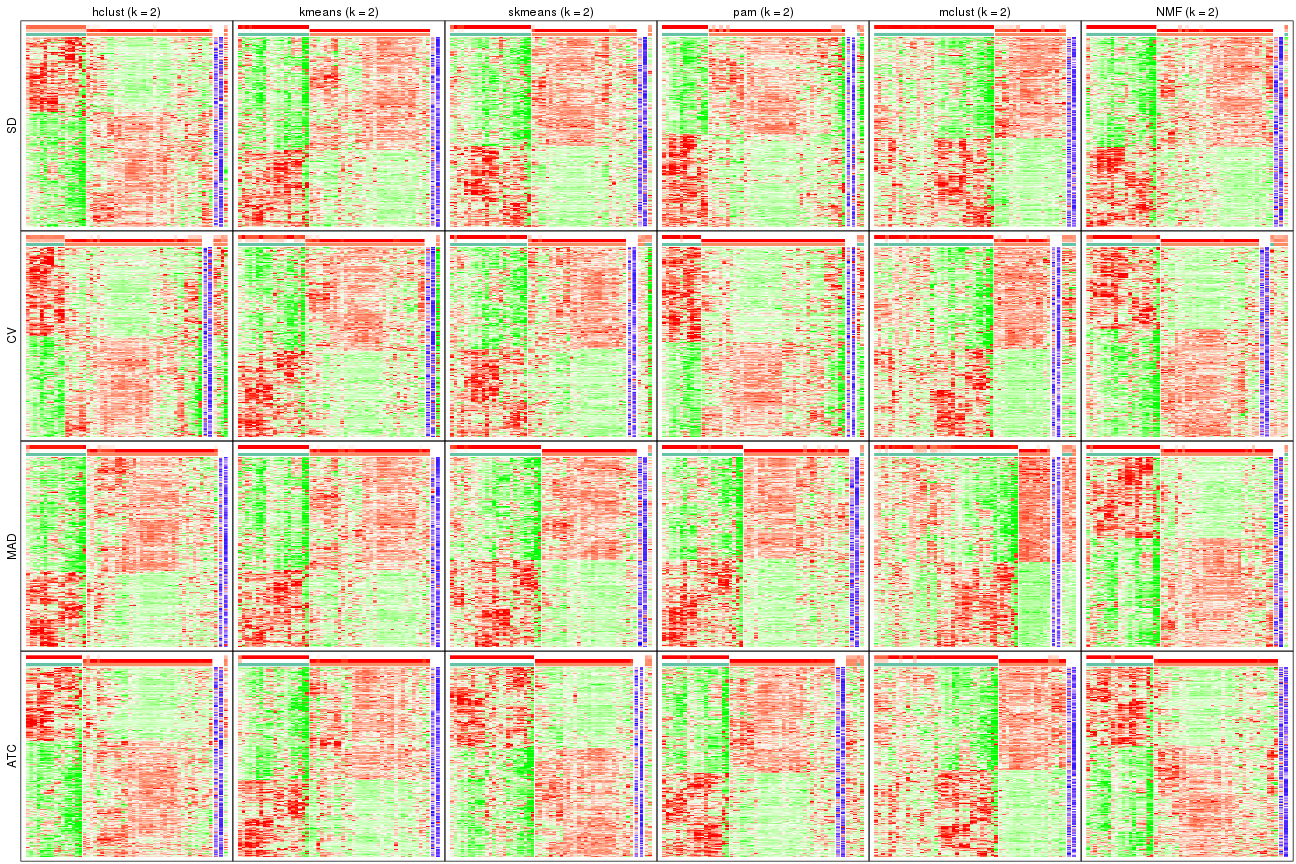 hclust (k = 2) kmeans (k = 2) skmeans (k = 2) pam (k = 2) mclust (k = 2) NMF (k = 2)
SD
CV
MAD
ATC